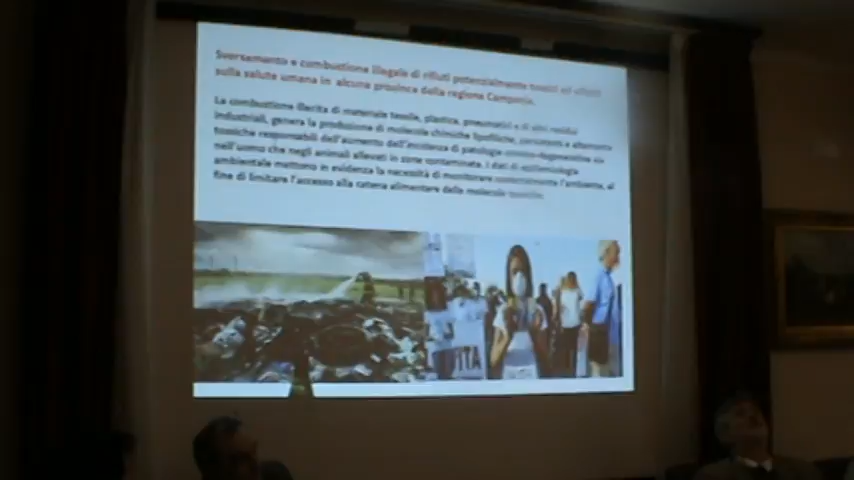 Sversamento e combustione illegale di rifiuti potenzialmente tossici ed effetti
sulla salute umana in alcune province della regione Campania.
La combustione illecita di materiale tessile, plastica, pneumatici e di altri residui
industriali, genera la produzione di molecole chimiche lipofiliche, persistenti e altamente
tossiche responsabili dell'aumento dell'incidenza di patologie cronico-degenerative sia
nell'uomo che negli animali allevati in zone contaminate. I dati di epidemiologia
ambientale mettono in evidenza la necessità di monitorare costantemente l'ambiente, al
fine di limitare l'accesso alla catena alimentare delle molecole tossiche.
VITA